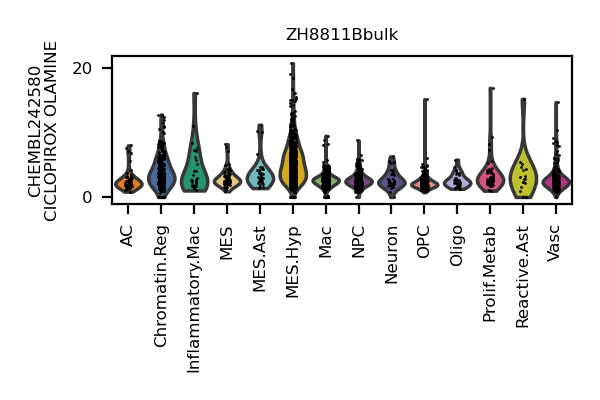 ZH8811Bbulk
CHEMBL242580
CICLOPIROX OLAMINE
20
0
AC
Chromatin.Reg
Inflammatory.Mac
MES
MES.Ast
MES.Hyp
Mac
NPC
Neuron
OPC
Oligo
Prolif.Metab
Reactive.Ast
Vasc